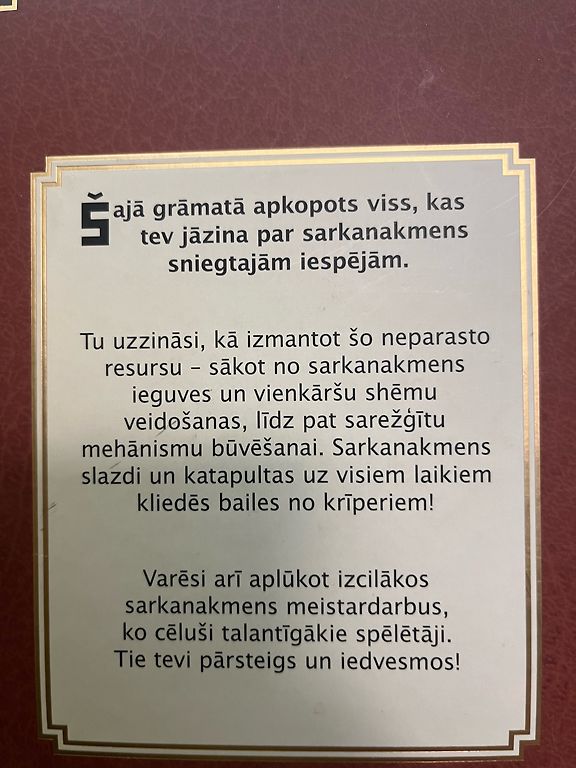 Šajā grāmatā apkopots viss, kas
tev jāzina par sarkanakmens
sniegtajām iespējām.
Tu uzzināsi, kā izmantot šo neparasto
resursu – sākot no sarkanakmens
ieguves un vienkāršu shēmu
veidošanas, līdz pat sarežģītu
mehānismu būvēšanai. Sarkanakmens
slazdi un katapultas uz visiem laikiem
kliedēs bailes no krīperiem!
Varēsi arī aplūkot izcilākos
sarkanakmens meistardarbus,
ko cēluši talantīgākie spēlētāji.
Tie tevi pārsteigs un iedvesmos!